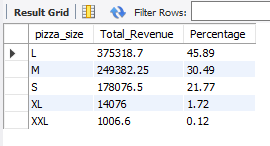 Result Grid Filter Rows:
pizza_size Total_Revenue Percentage
L 375318.7 45.89
M 249382.25 30.49
S 178076.5 21.77
XL 14076 1.72
XXL 1006.6 0.12